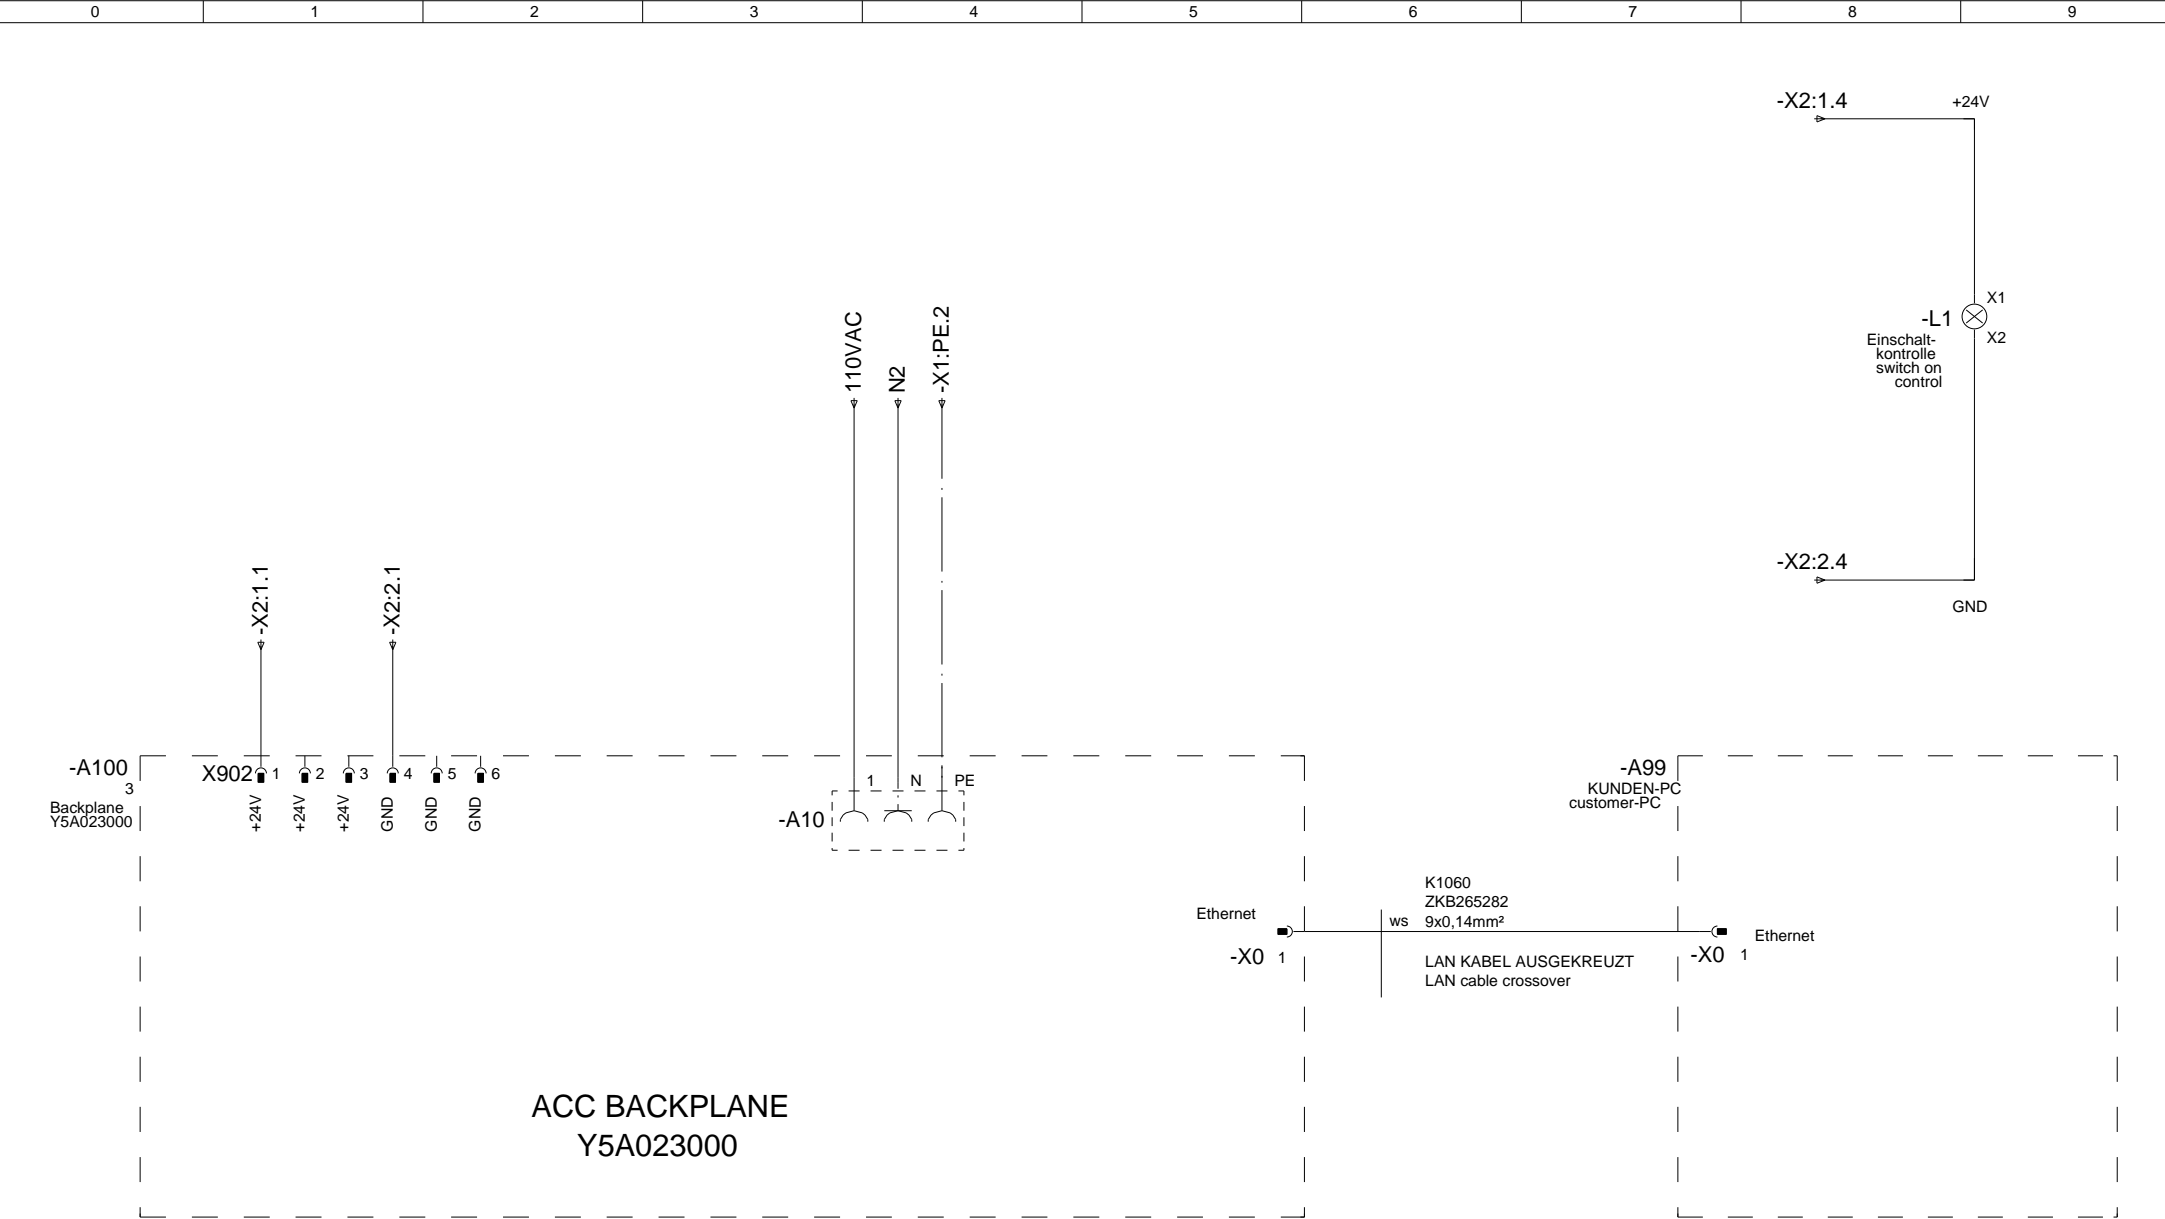 0 1 2 3 4 5 6 7 8 9
-X2:1.4 +24V
X1
-L1
X2
Einschalt-
kontrolle
switch on
control
-X2:2.4
GND
110VAC
N2
-X1:PE.2
-X2:1.1
-X2:2.1
-A100
3
Backplane
Y5A023000
X902 1 2 3 4 5 6
+24V +24V +24V GND GND GND
1 N PE
-A10
-A99
KUNDEN-PC
customer-PC
Ethernet
-X0 1
K1060
ZKB265282
ws 9x0,14mm²
LAN KABEL AUSGEKREUZT
LAN cable crossover
Ethernet
-X0 1
ACC BACKPLANE
Y5A023000